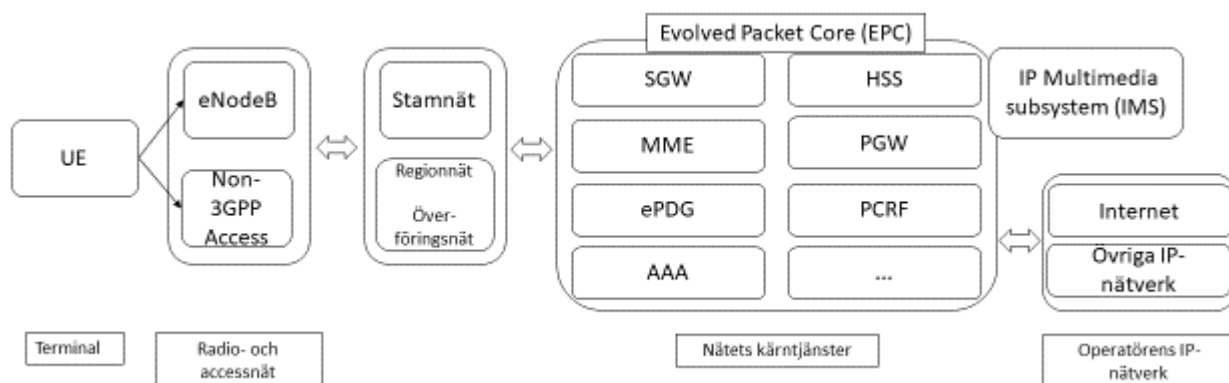 Evolved Packet Core (EPC)
UE
eNodeB
Non-
3GPP
Access
Stamnät
Regionnät
Över-
föringsnät
SGW
HSS
MME
PGW
ePDG
PCRF
AAA
...
IP Multimedia
subsystem (IMS)
Internet
Övriga IP-
nätverk
Terminal
Radio- och
accessnät
Nätets kärntjänster
Operatörens IP-
nätverk